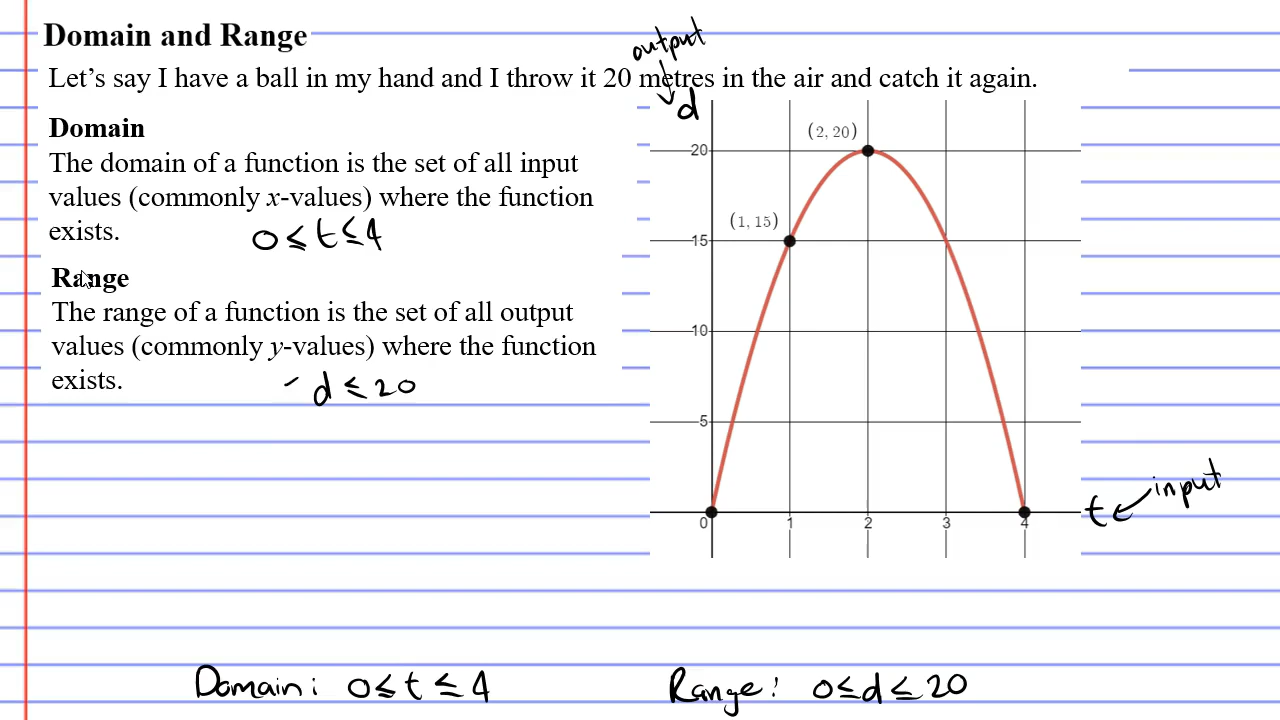 Domain and Range
output
Let's say I have a ball in my hand and I throw it 20 metres in the air and catch it again.
d
Domain
The domain of a function is the set of all input
values (commonly x-values) where the function
exists.
0 ≤ t ≤ 4
Range
The range of a function is the set of all output
values (commonly y-values) where the function
exists.
d ≤ 20
(2, 20)
20
(1, 15)
15
10
5
0 1 2 3 4
t
input
Domain: 0 ≤ t ≤ 4
Range: 0 ≤ d ≤ 20